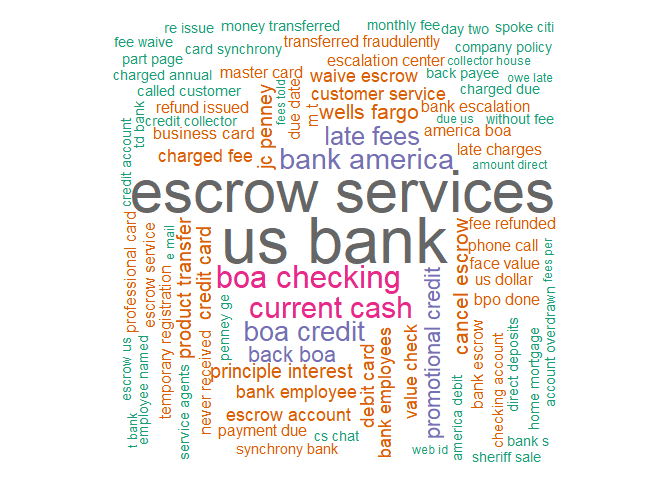 re issue
money transferred
monthly fee
day two
spoke citi
fee waive
card synchrony
transferred fraudulently
company policy
part page
escalation center
collector house
charged annual
master card
waive escrow
back payee
owe late
called customer
fees told
due date
customer service
charged due
refund issued
m t
wells fargo
bank escalation
credit collector
jc penney
due us
without fee
td bank
business card
late fees
america boa
credit account
charged fee
bank america
late charges
amount direct
escrow services
us bank
professional card
escrow service
e mail
product transfer
credit card
fee refunded
phone call
face value
us dollar
bpo done
fees per
boa checking
current cash
promotional credit
cancel escrow
temporary registration
penney ge
boa credit
back boa
principle interest
bank employee
escrow account
payment due
cs chat
synchrony bank
debit card
bank employees
value check
america debit
bank escrow
checking account
direct deposits
home mortgage
account overdrawn
escrow us
employee named
t bank
service agents
never received
web id
bank s
sheriff sale